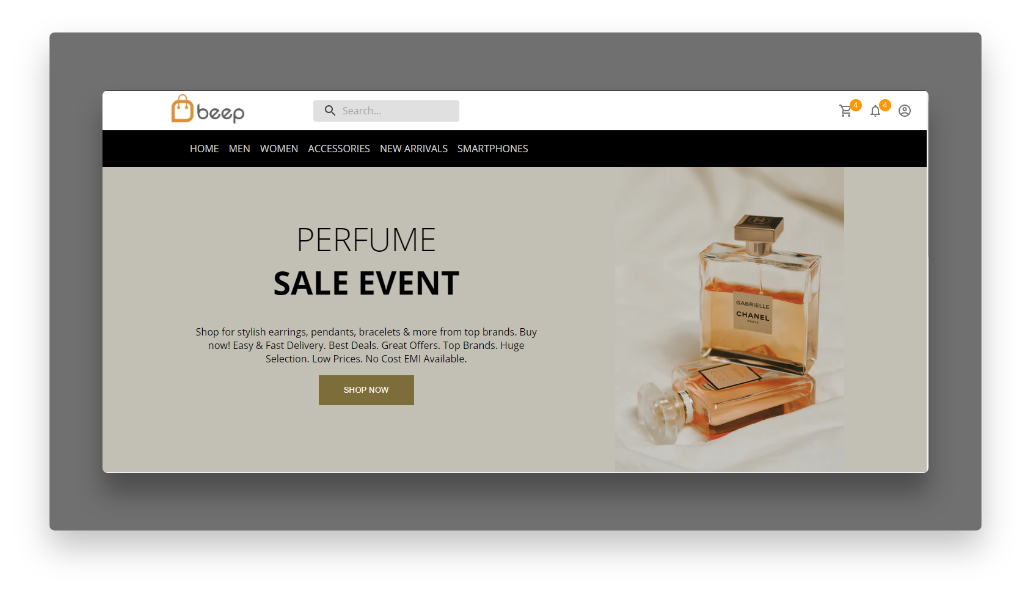 beep
Search...
4
4
HOME MEN WOMEN ACCESSORIES NEW ARRIVALS SMARTPHONES
PERFUME
SALE EVENT
Shop for stylish earrings, pendants, bracelets & more from top brands. Buy
now! Easy & Fast Delivery. Best Deals. Great Offers. Top Brands. Huge
Selection. Low Prices. No Cost EMI Available.
SHOP NOW
GABRIELLE
CHANEL
PARIS